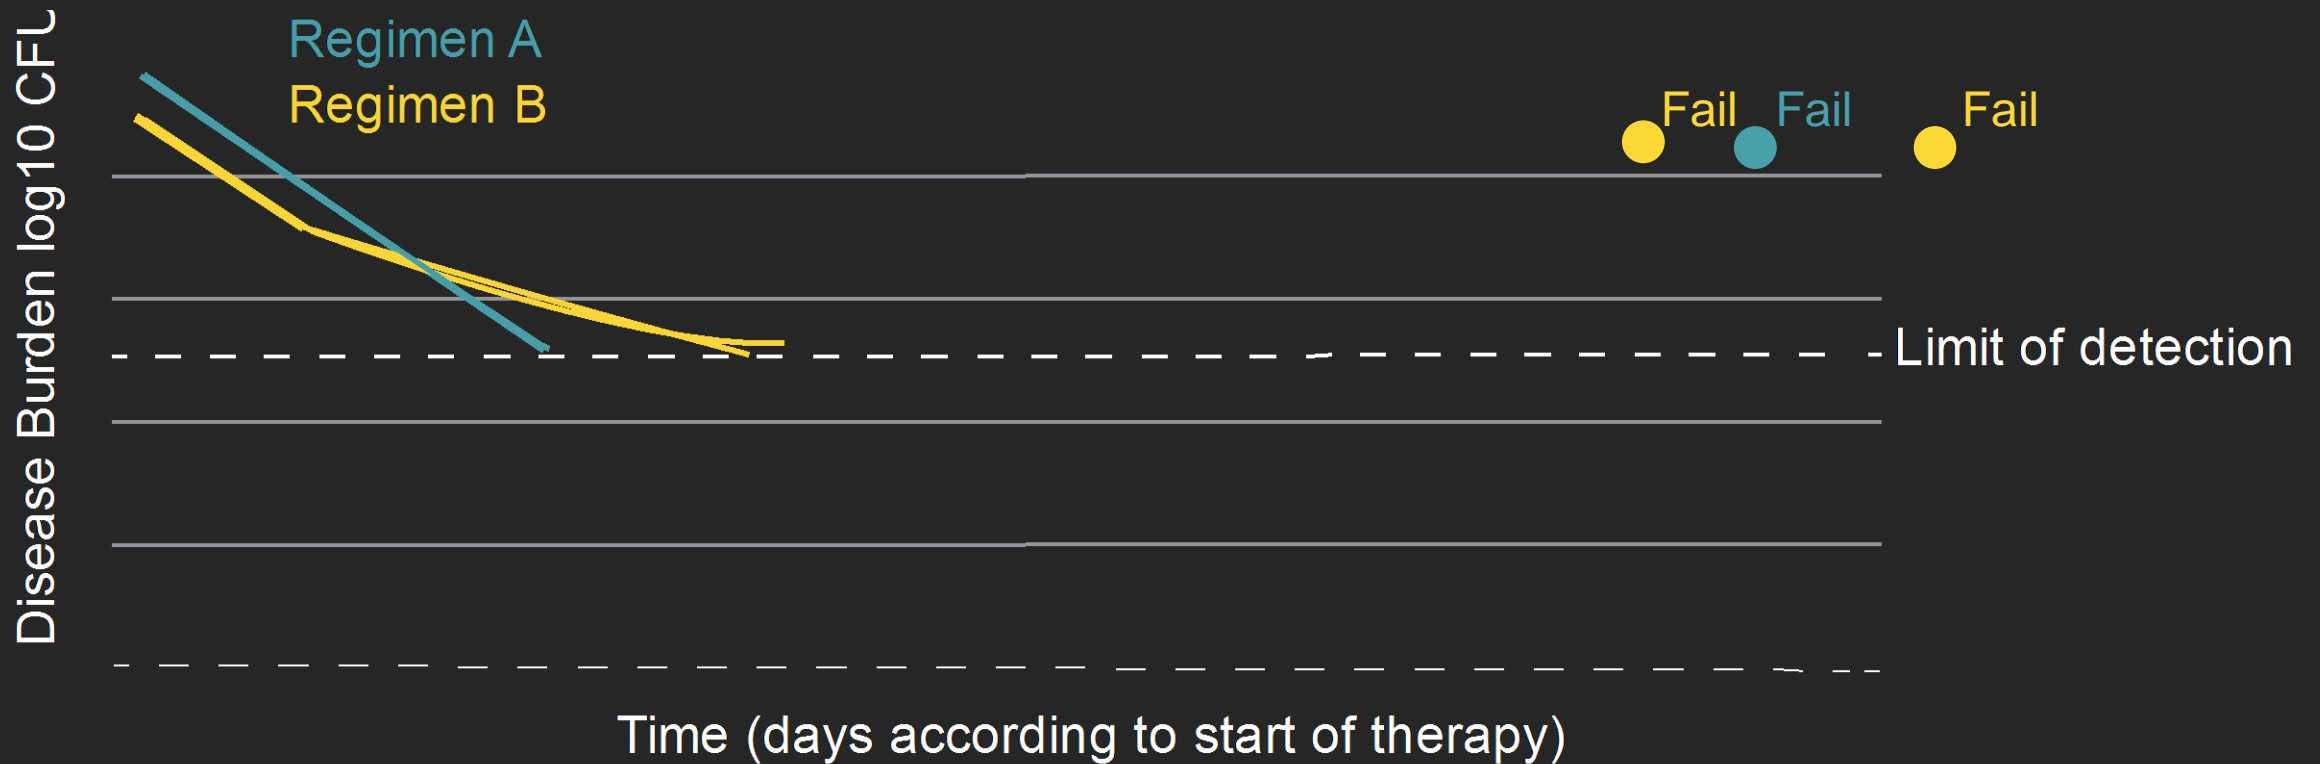 Disease Burden log10 CFU
Regimen A
Regimen B
Fail
Fail
Fail
Limit of detection
Time (days according to start of therapy)